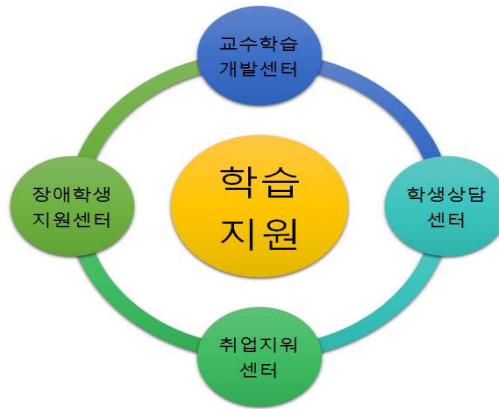 교수학습
개발센터
장애학생
지원센터
학습
지원
학생상담
센터
취업지워
센터